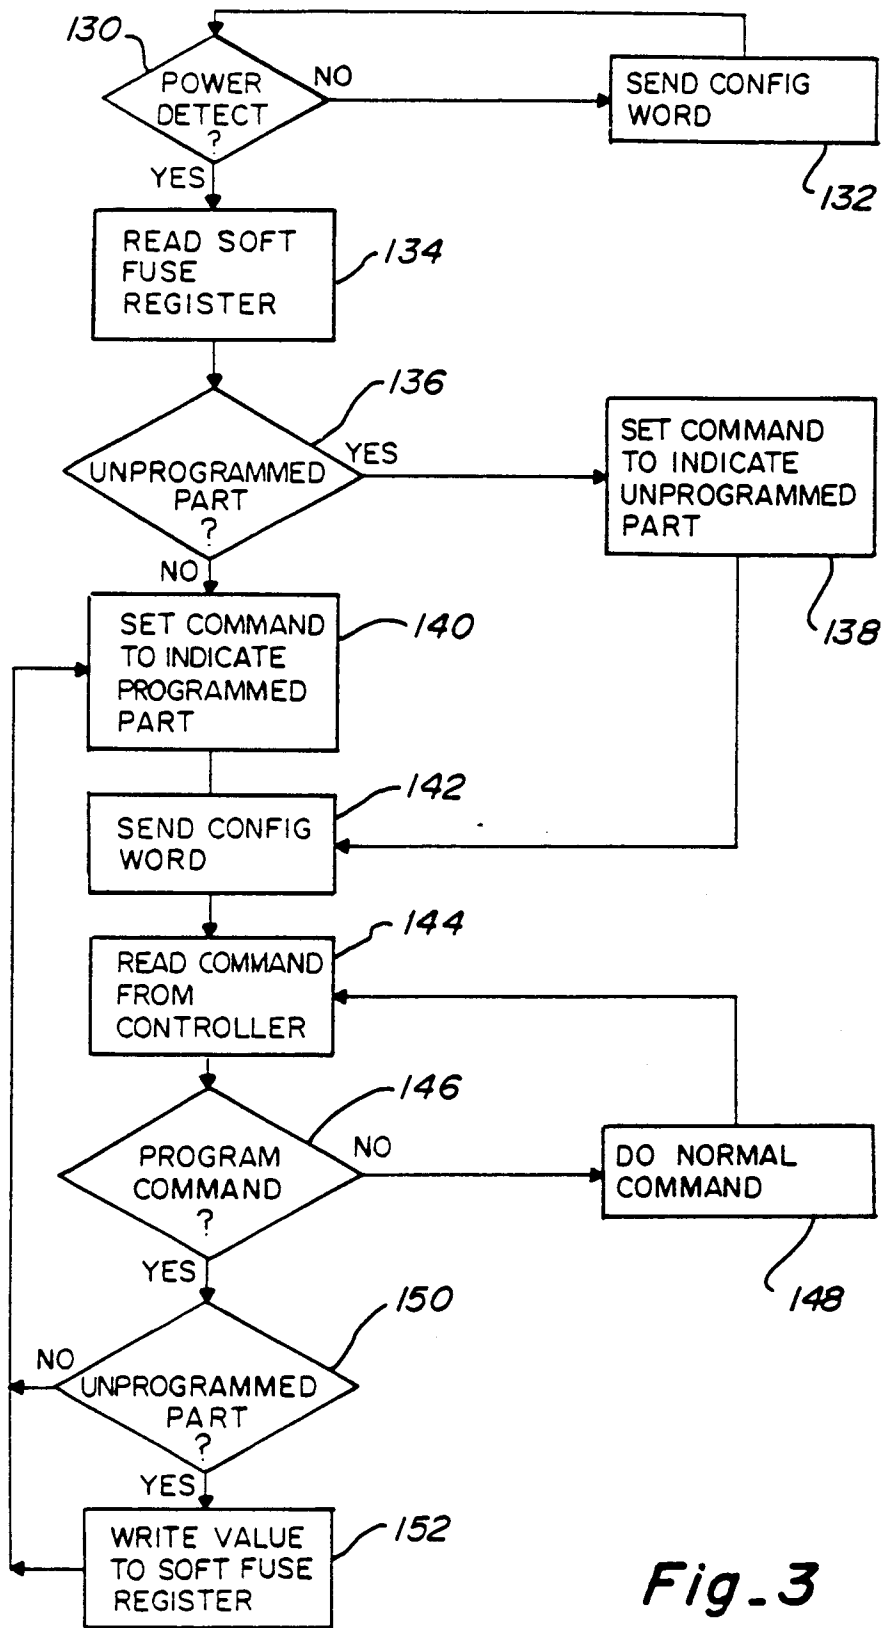 130
POWER
DETECT
?
NO
YES
SEND CONFIG
WORD
132
READ SOFT
FUSE
REGISTER
134
136
UNPROGRAMMED
PART
?
YES
NO
SET COMMAND
TO INDICATE
UNPROGRAMMED
PART
138
SET COMMAND
TO INDICATE
PROGRAMMED
PART
140
SEND CONFIG
WORD
142
READ COMMAND
FROM
CONTROLLER
144
146
PROGRAM
COMMAND
?
NO
YES
DO NORMAL
COMMAND
148
150
NO
UNPROGRAMMED
PART
?
YES
WRITE VALUE
TO SOFT FUSE
REGISTER
152
Fig_3